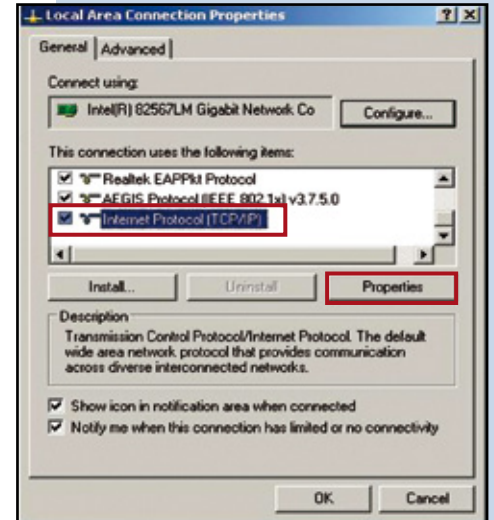 Local Area Connection Properties
General Advanced
Connect using:
Intel(R) 82567LM Gigabit Network Co Configure...
This connection uses the following items:
Realtek EAPPkt Protocol
AEGIS Protocol (IEEE 802.1x) v3.7.5.0
Internet Protocol (TCP/IP)
Install... Uninstall Properties
Description
Transmission Control Protocol/Internet Protocol. The default
wide area network protocol that provides communication
across diverse interconnected networks.
Show icon in notification area when connected
Notify me when this connection has limited or no connectivity
OK Cancel